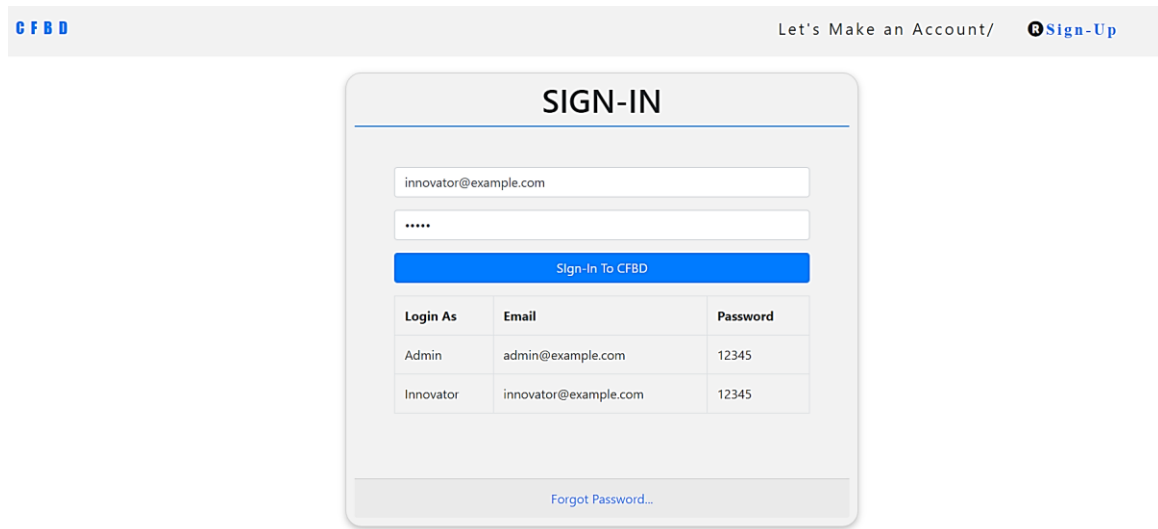 CFBD Let's Make an Account/ ®Sign-Up
SIGN-IN
innovator@example.com
•••••
SIgn-In To CFBD
Login As Email Password
Admin admin@example.com 12345
Innovator innovator@example.com 12345
Forgot Password...